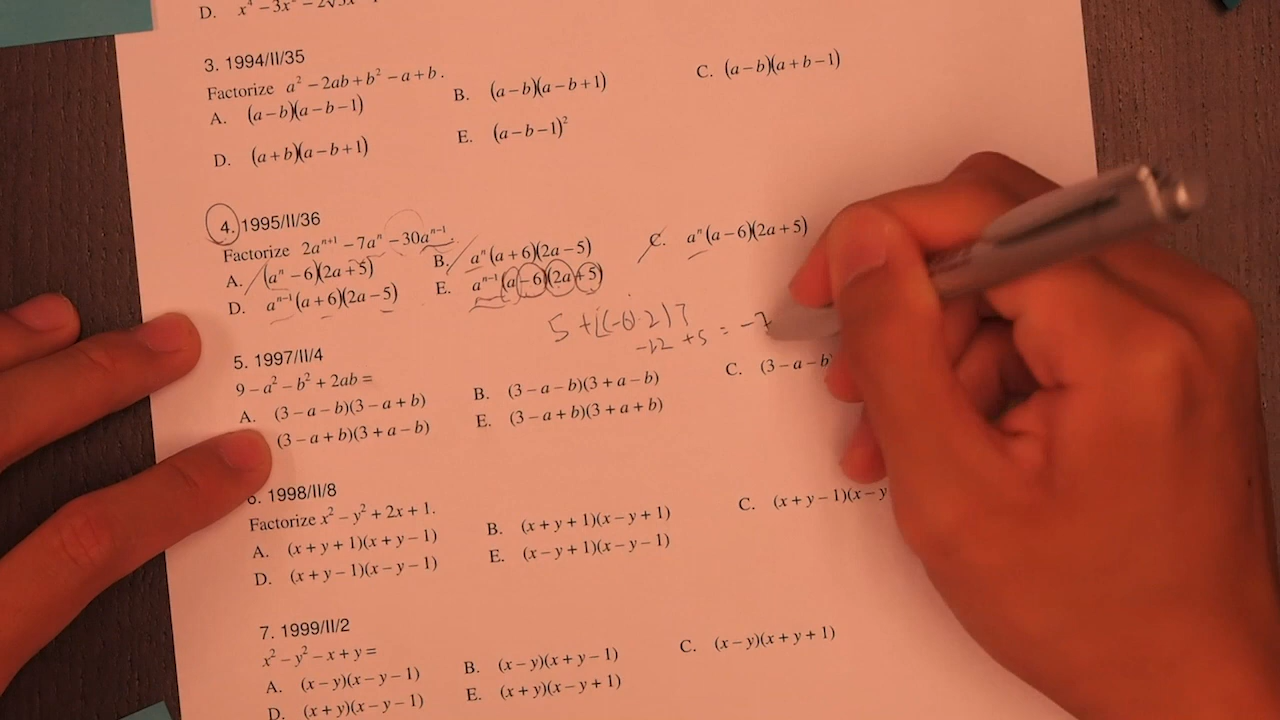 D. x⁴ – 3x² – 2√3x –
3. 1994/II/35
Factorize a² – 2ab + b² – a + b.
A. (a – b)(a – b – 1) B. (a – b)(a – b + 1) C. (a – b)(a + b – 1)
D. (a + b)(a – b + 1) E. (a – b – 1)²
4. 1995/II/36
Factorize 2aⁿ⁺¹ – 7aⁿ – 30aⁿ⁻¹.
A. (aⁿ – 6)(2a + 5) B. aⁿ(a + 6)(2a – 5) C. aⁿ(a – 6)(2a + 5)
D. aⁿ⁻¹(a + 6)(2a – 5) E. aⁿ⁻¹(a – 6)(2a + 5)
5 + [(-6)·2)]
-12 + 5 = -7
5. 1997/II/4
9 – a² – b² + 2ab =
A. (3 – a – b)(3 – a + b) B. (3 – a – b)(3 + a – b) C. (3 – a – b)
(3 – a + b)(3 + a – b) E. (3 – a + b)(3 + a + b)
6. 1998/II/8
Factorize x² – y² + 2x + 1.
A. (x + y + 1)(x + y – 1) B. (x + y + 1)(x – y + 1) C. (x + y – 1)(x – y
D. (x + y – 1)(x – y – 1) E. (x – y + 1)(x – y – 1)
7. 1999/II/2
x² – y² – x + y =
A. (x – y)(x – y – 1) B. (x – y)(x + y – 1) C. (x – y)(x + y + 1)
D. (x + y)(x – y – 1) E. (x + y)(x – y + 1)